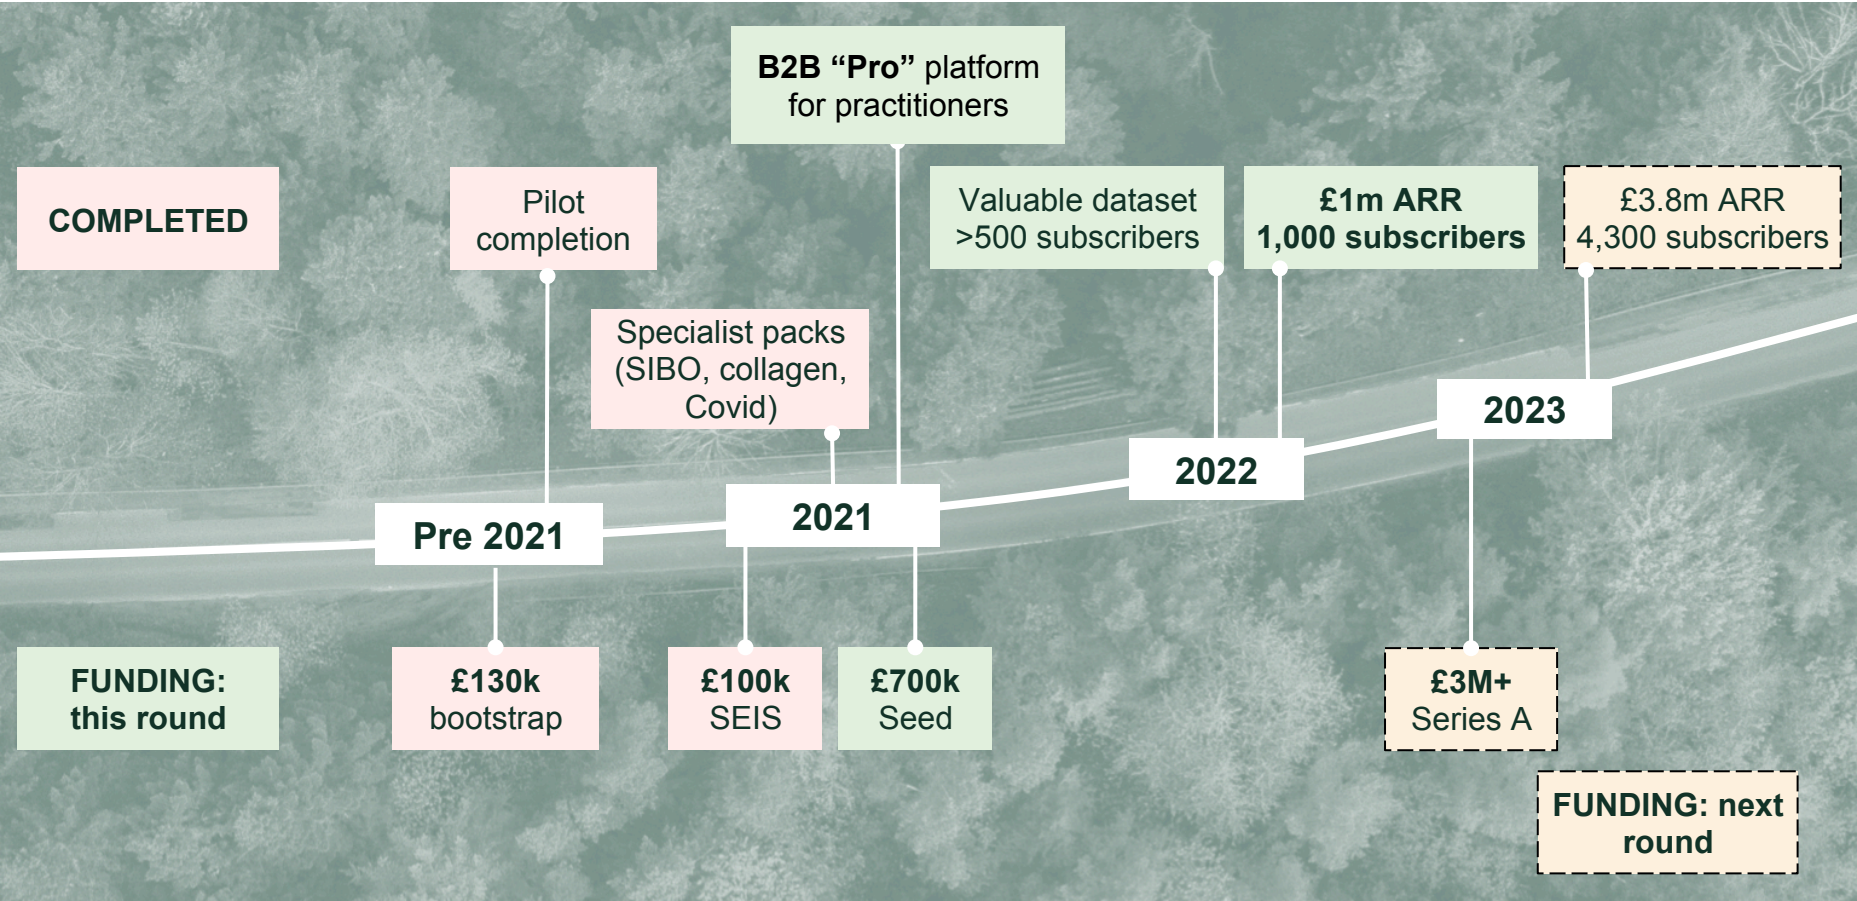 B2B “Pro” platform
for practitioners
COMPLETED
Pilot
completion
Valuable dataset
>500 subscribers
£1m ARR
1,000 subscribers
£3.8m ARR
4,300 subscribers
Specialist packs
(SIBO, collagen,
Covid)
2023
2022
2021
Pre 2021
FUNDING:
this round
£130k
bootstrap
£100k
SEIS
£700k
Seed
£3M+
Series A
FUNDING: next
round